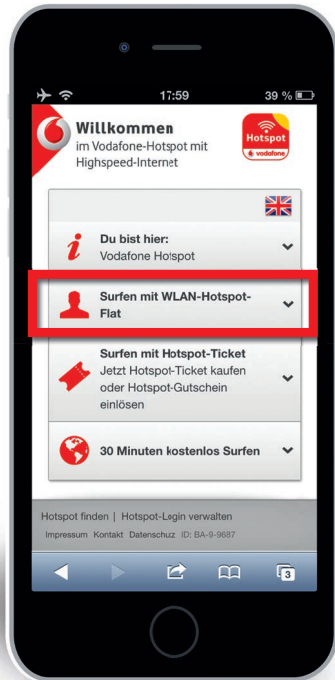 17:59
39 %
Willkommen
im Vodafone-Hotspot mit
Highspeed-Internet
Hotspot
vodafone
Du bist hier:
Vodafone Hotspot
Surfen mit WLAN-Hotspot-
Flat
Surfen mit Hotspot-Ticket
Jetzt Hotspot-Ticket kaufen
oder Hotspot-Gutschein
einlösen
30 Minuten kostenlos Surfen
Hotspot finden | Hotspot-Login verwalten
Impressum Kontakt Datenschutz ID: BA-9-9687
3